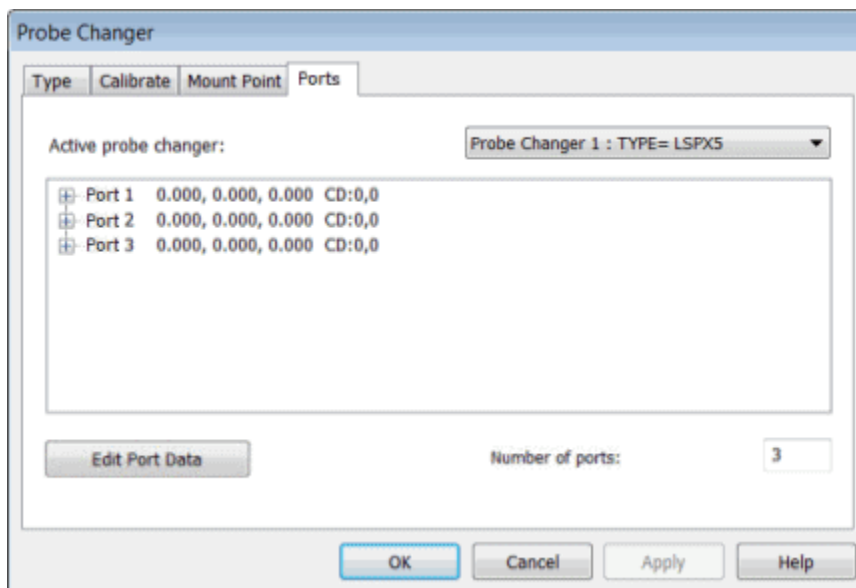 Probe Changer
Type Calibrate Mount Point Ports
Active probe changer: Probe Changer 1 : TYPE= LSPX5
Port 1 0.000, 0.000, 0.000 CD:0,0
Port 2 0.000, 0.000, 0.000 CD:0,0
Port 3 0.000, 0.000, 0.000 CD:0,0
Edit Port Data Number of ports: 3
OK Cancel Apply Help